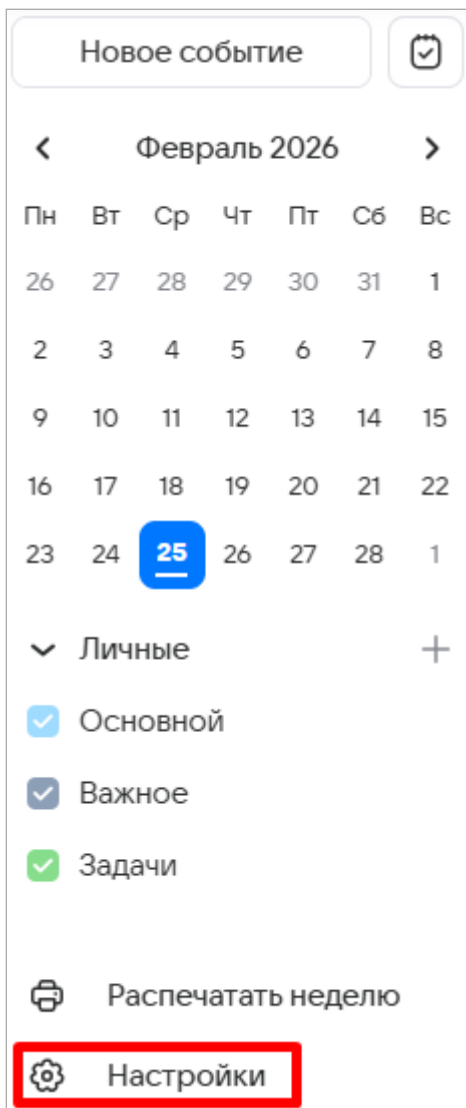 Новое событие
Февраль 2026
Пн Вт Ср Чт Пт Сб Вс
26 27 28 29 30 31 1
2 3 4 5 6 7 8
9 10 11 12 13 14 15
16 17 18 19 20 21 22
23 24 25 26 27 28 1
Личные
Основной
Важное
Задачи
Распечатать неделю
Настройки